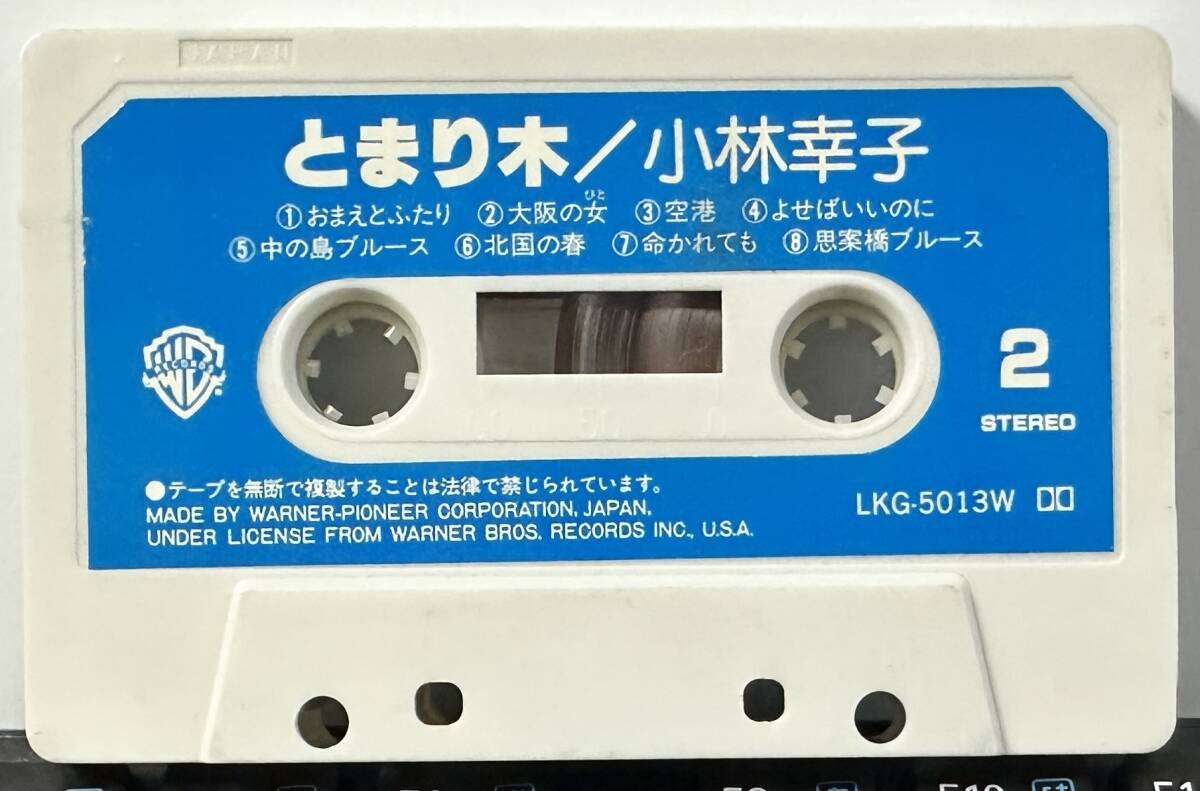 JAPAN
とまり木/小林幸子
ひと
①おまえとふたり ②大阪の女 ③空港 ④よせばいいのに
⑤中の島ブルース ⑥北国の春 ⑦命かれても ⑧思案橋ブルース
WB RECORDS
2
STEREO
●テープを無断で複製することは法律で禁じられています。
MADE BY WARNER-PIONEER CORPORATION, JAPAN,
UNDER LICENSE FROM WARNER BROS. RECORDS INC., U.S.A.
LKG-5013W